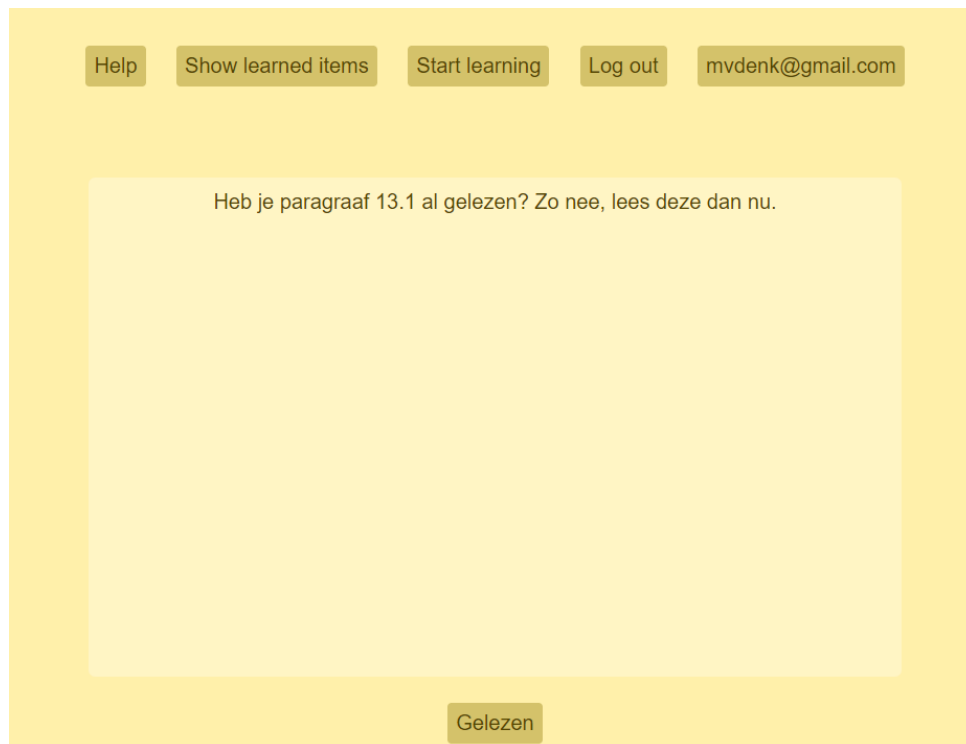 Help Show learned items Start learning Log out mvdenk@gmail.com
Heb je paragraaf 13.1 al gelezen? Zo nee, lees deze dan nu.
Gelezen